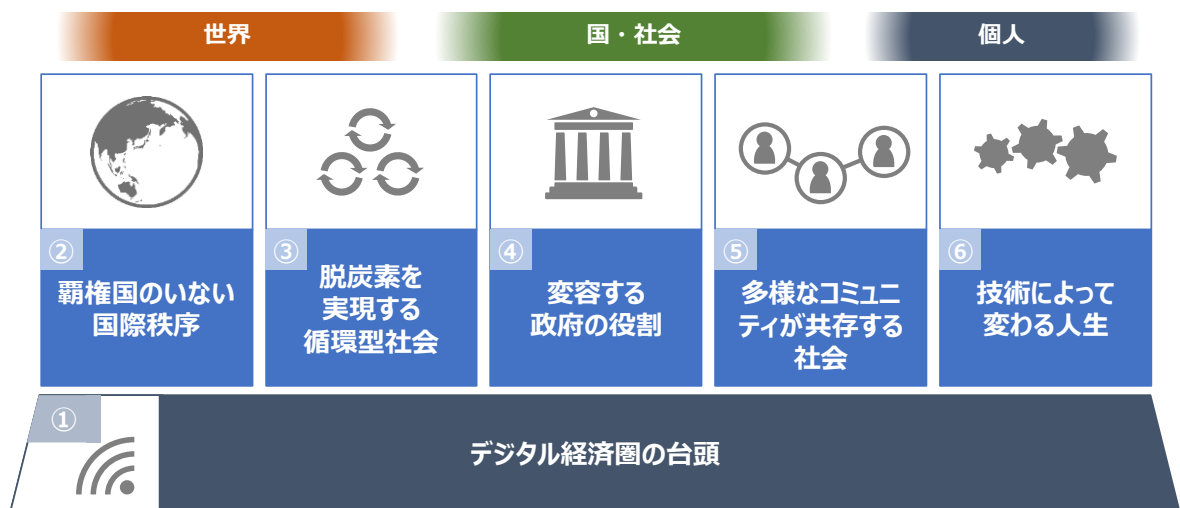 世界
国・社会
個人
②
覇権国のいない
国際秩序
③
脱炭素を
実現する
循環型社会
④
変容する
政府の役割
⑤
多様なコミュニ
ティが共存する
社会
⑥
技術によって
変わる人生
①
デジタル経済圏の台頭